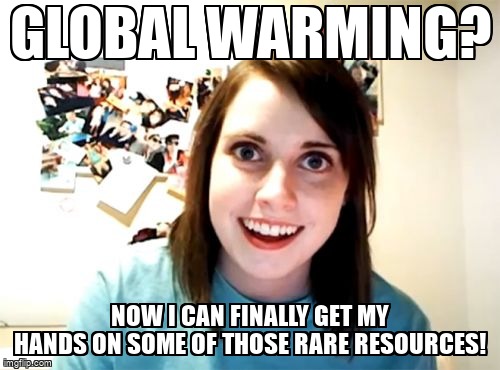 GLOBAL WARMING?
NOW I CAN FINALLY GET MY
HANDS ON SOME OF THOSE RARE RESOURCES!
imgflip.com